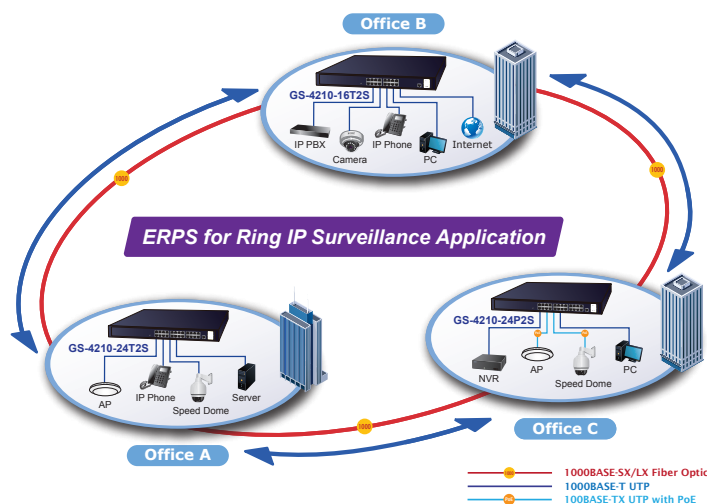 Office B
GS-4210-16T2S
IP PBX
Camera
IP Phone
PC
Internet
1000
1000
ERPS for Ring IP Surveillance Application
GS-4210-24T2S
AP
IP Phone
Speed Dome
Server
Office A
GS-4210-24P2S
NVR
AP
Speed Dome
PC
Office C
1000
1000 1000BASE-SX/LX Fiber Optic
1000BASE-T UTP
PoE 100BASE-TX UTP with PoE